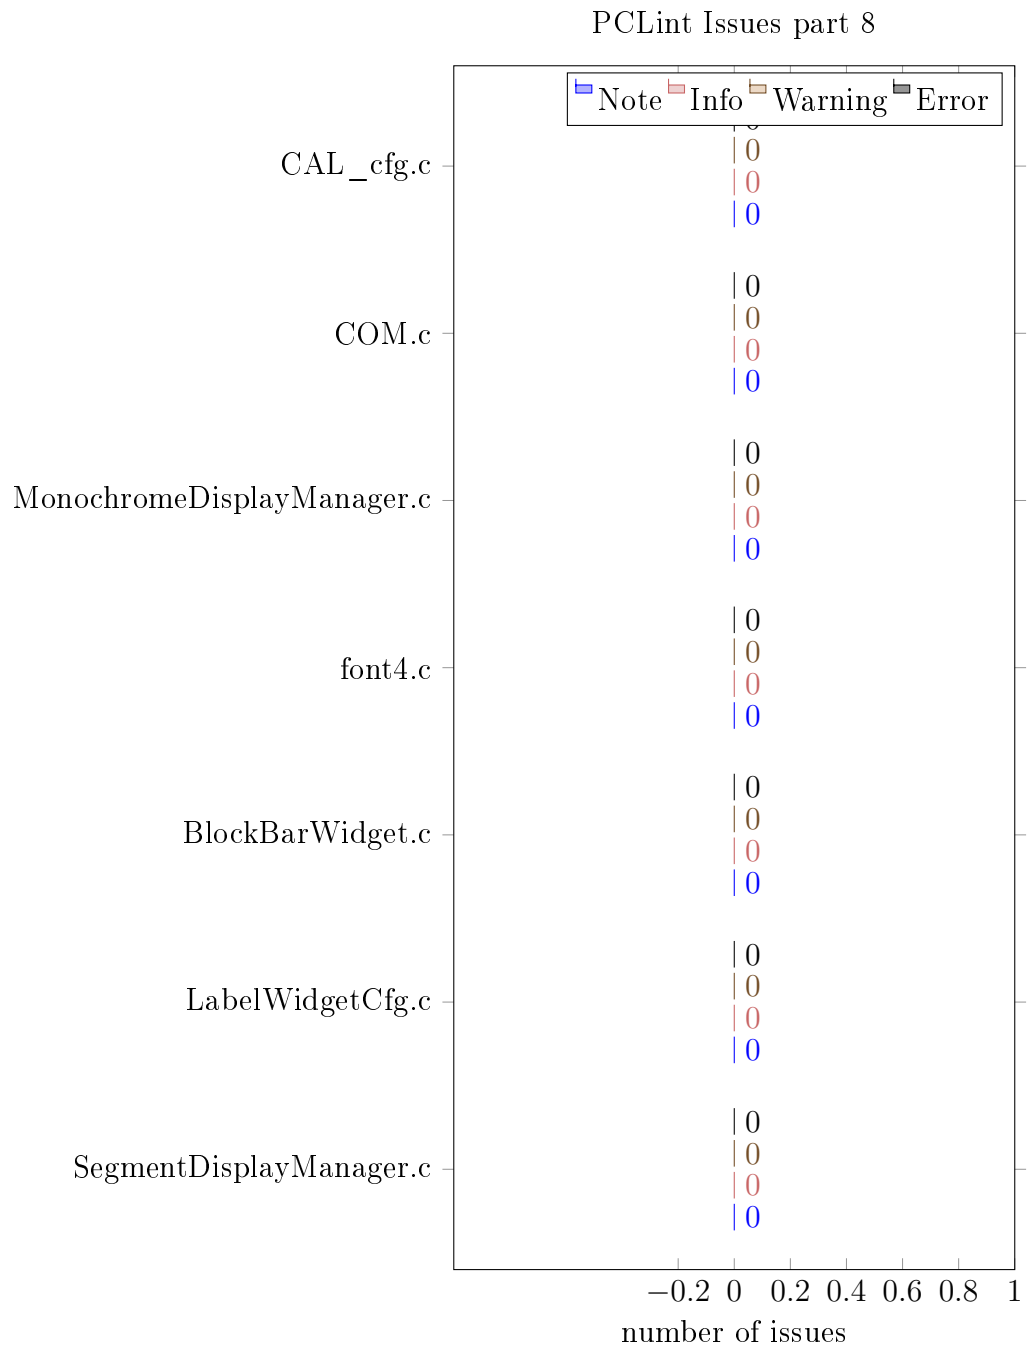 PCLint Issues part 8
Note Info Warning Error
CAL_cfg.c
0
0
0
0
COM.c
0
0
0
0
MonochromeDisplayManager.c
0
0
0
0
font4.c
0
0
0
0
BlockBarWidget.c
0
0
0
0
LabelWidgetCfg.c
0
0
0
0
SegmentDisplayManager.c
0
0
0
0
−0.2 0 0.2 0.4 0.6 0.8 1
number of issues